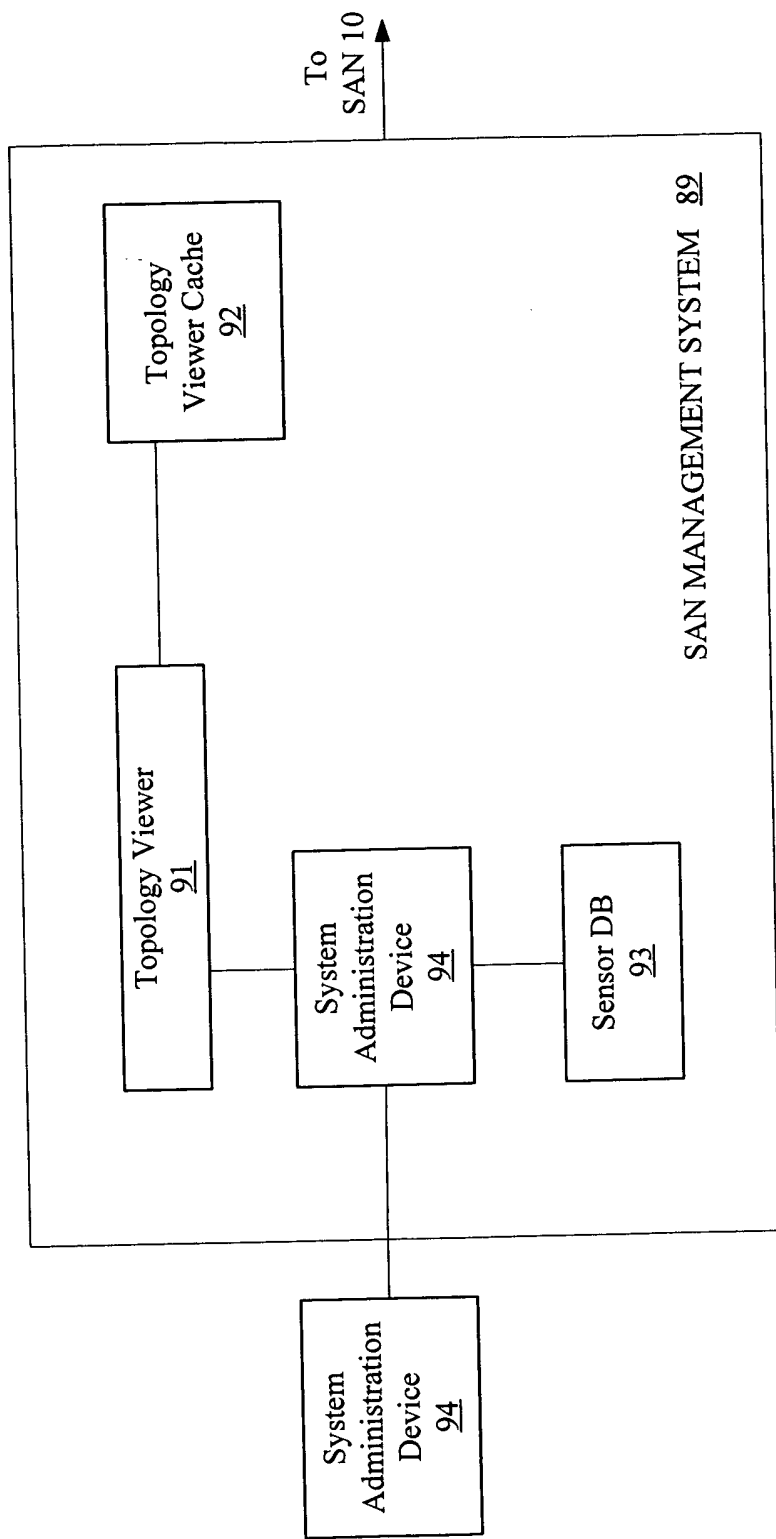 To
SAN 10
Topology
Viewer Cache
92
Topology Viewer
91
System
Administration
Device
94
Sensor DB
93
SAN MANAGEMENT SYSTEM 89
System
Administration
Device
94